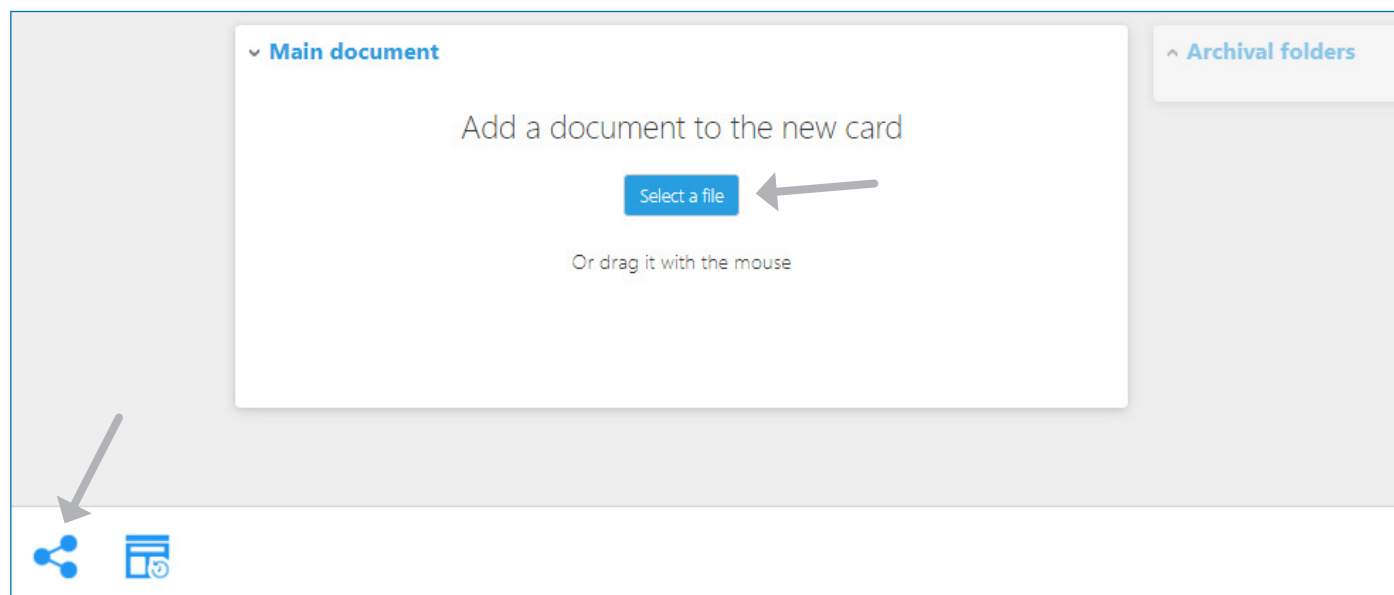 Main document
Archival folders
Add a document to the new card
Select a file
Or drag it with the mouse